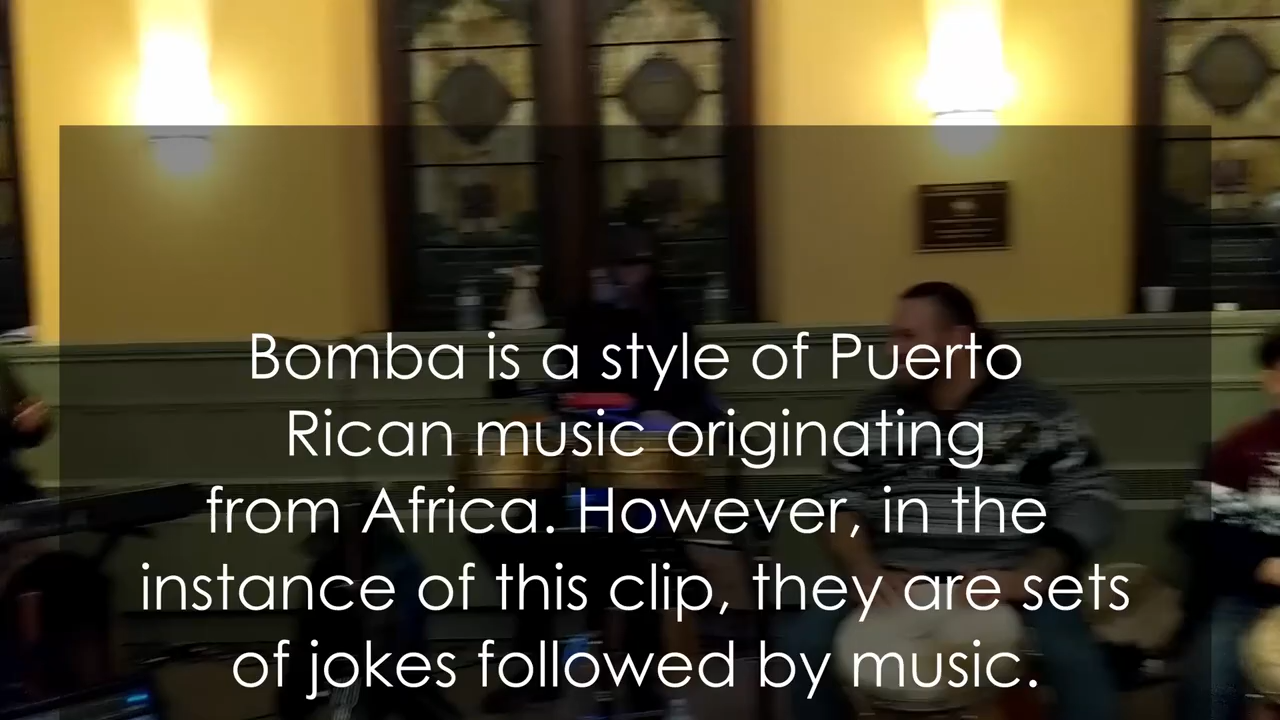 Bomba is a style of Puerto
Rican music originating
from Africa. However, in the
instance of this clip, they are sets
of jokes followed by music.